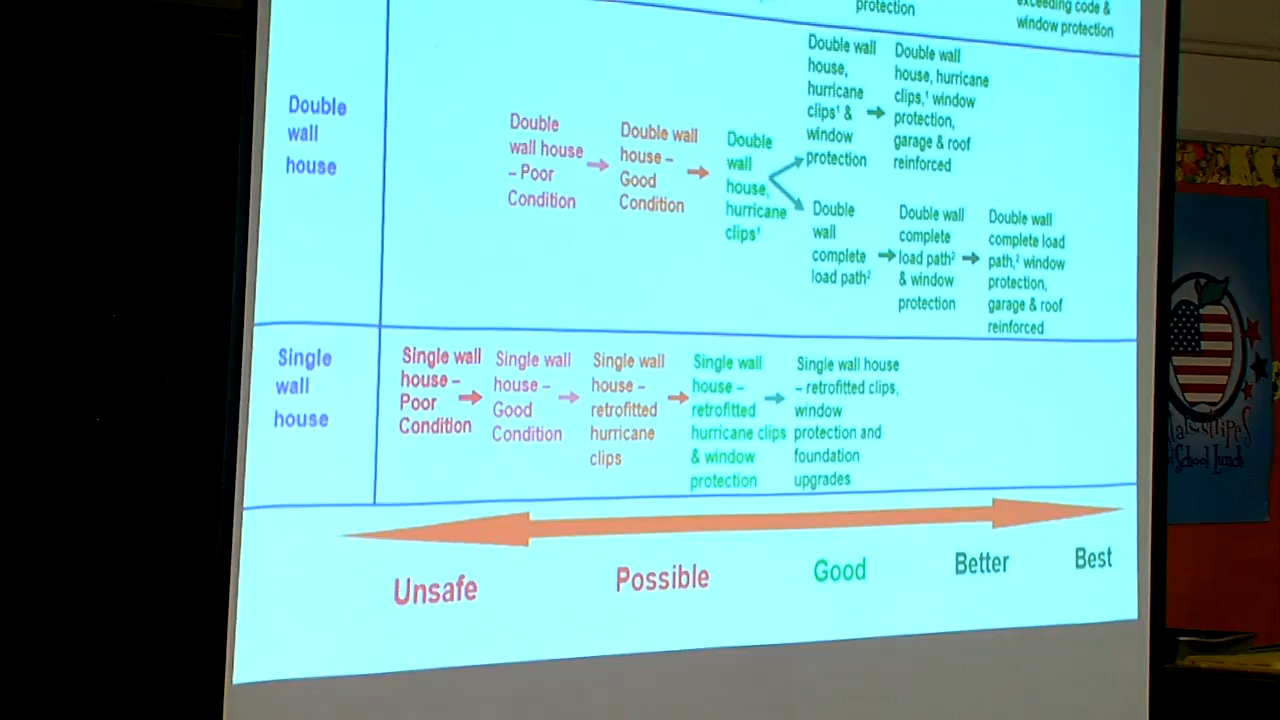 protection
exceeding code &
window protection
Double
wall
house
Double
wall house
– Poor
Condition
Double wall
house –
Good
Condition
Double
wall
house,
hurricane
clips¹
Double wall
house,
hurricane
clips¹ &
window
protection
Double wall
house, hurricane
clips,¹ window
protection,
garage & roof
reinforced
Double
wall
complete
load path²
Double wall
complete
load path²
& window
protection
Double wall
complete load
path,² window
protection,
garage & roof
reinforced
Single
wall
house
Single wall
house –
Poor
Condition
Single wall
house –
Good
Condition
Single wall
house –
retrofitted
hurricane
clips
Single wall
house –
retrofitted
hurricane clips
& window
protection
Single wall house
– retrofitted clips,
window
protection and
foundation
upgrades
Unsafe
Possible
Good
Better
Best
School Lunch